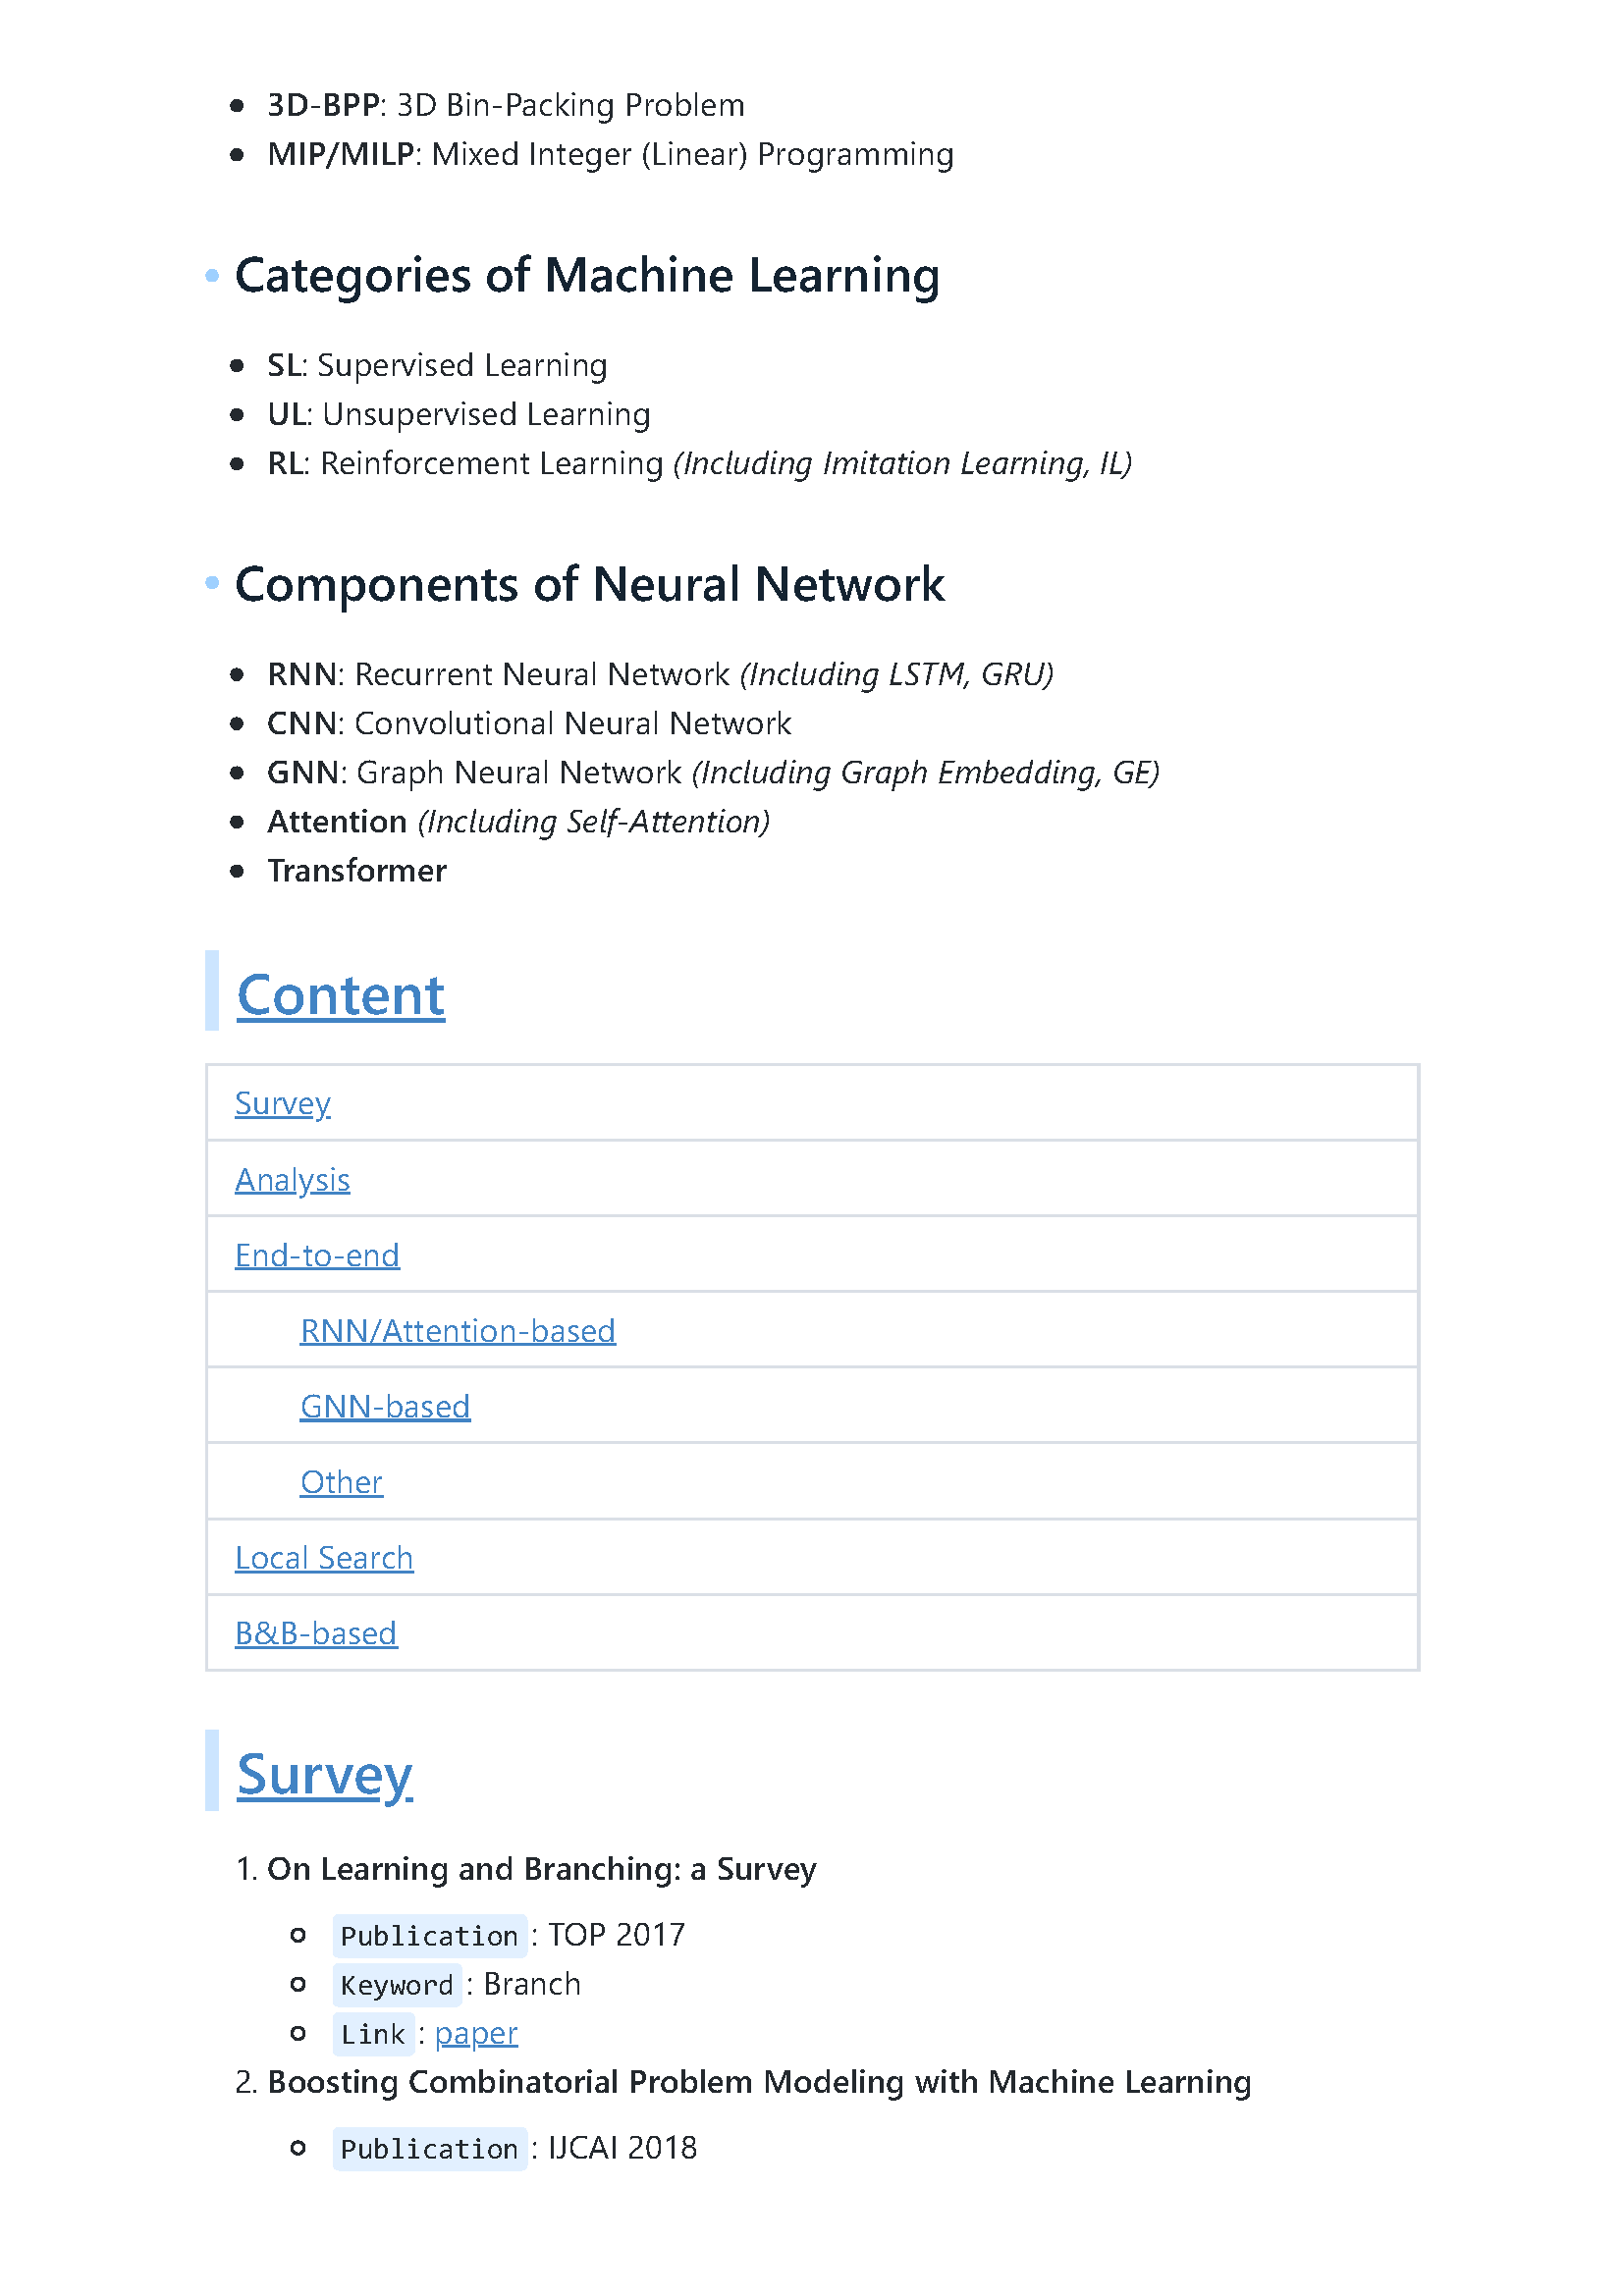 3D-BPP: 3D Bin-Packing Problem
MIP/MILP: Mixed Integer (Linear) Programming
Categories of Machine Learning
SL: Supervised Learning
UL: Unsupervised Learning
RL: Reinforcement Learning (Including Imitation Learning, IL)
Components of Neural Network
RNN: Recurrent Neural Network (Including LSTM, GRU)
CNN: Convolutional Neural Network
GNN: Graph Neural Network (Including Graph Embedding, GE)
Attention (Including Self-Attention)
Transformer
Content
Survey
Analysis
End-to-end
RNN/Attention-based
GNN-based
Other
Local Search
B&B-based
Survey
1. On Learning and Branching: a Survey
Publication : TOP 2017
Keyword : Branch
Link : paper
2. Boosting Combinatorial Problem Modeling with Machine Learning
Publication : IJCAI 2018